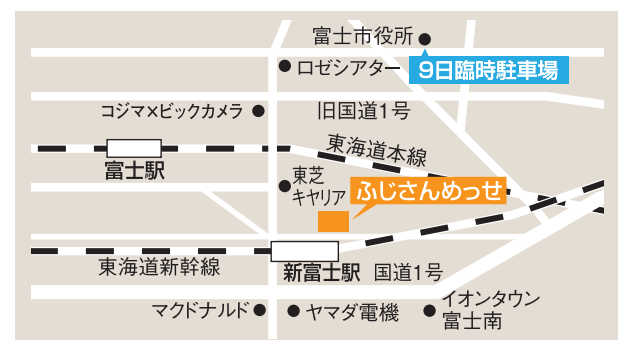 富士市役所
ロゼシアター
9日臨時駐車場
コジマ×ビックカメラ
旧国道1号
東海道本線
富士駅
東芝
キヤリア
ふじさんめっせ
東海道新幹線
新富士駅
国道1号
マクドナルド
ヤマダ電機
イオンタウン
富士南